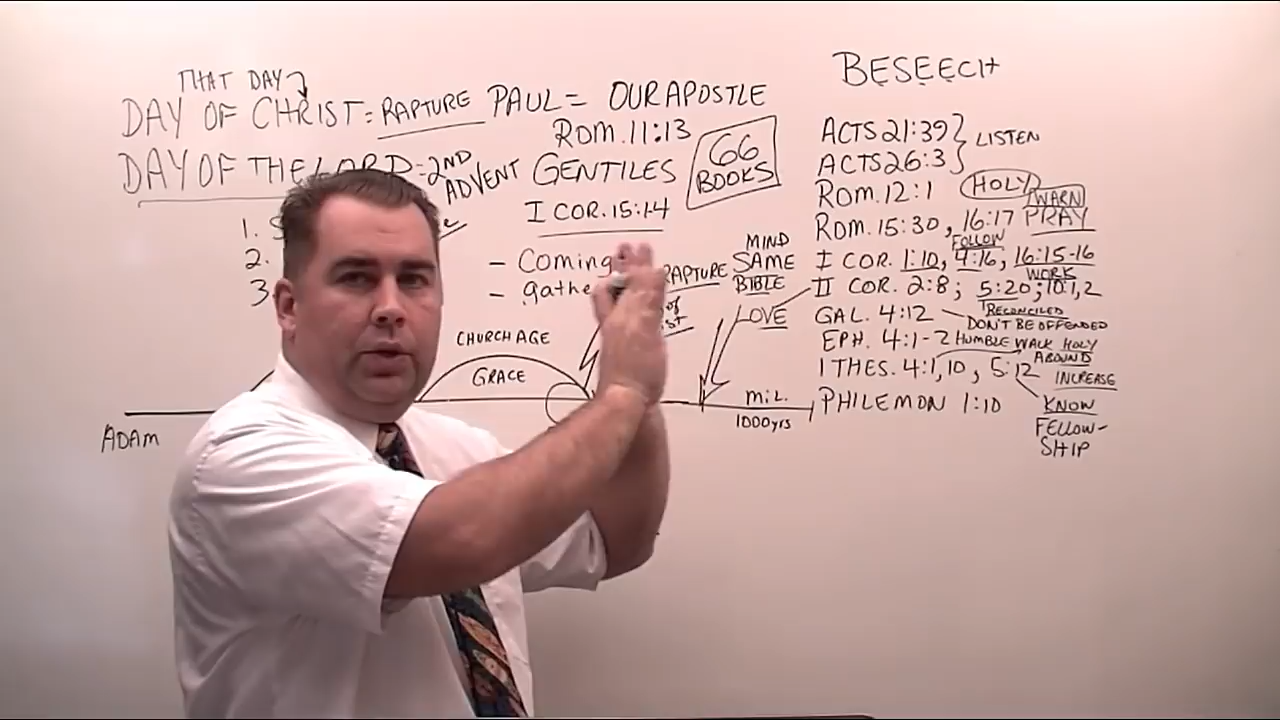 THAT DAY
DAY OF CHRIST = RAPTURE
DAY OF THE LORD = 2ND ADVENT
1. S
2.
3
PAUL = OUR APOSTLE
ROM. 11:13
GENTILES
66 BOOKS
I COR. 15:1-4
- Coming
- gathe
RAPTURE
of
CHURCH AGE
GRACE
ADAM
MIL.
1000yrs
MIND
SAME
BIBLE
LOVE
BESEECH
ACTS 21:39 } LISTEN
ACTS 26:3
ROM. 12:1 HOLY
WARN
ROM. 15:30, 16:17 PRAY
FOLLOW
I COR. 1:10, 4:16, 16:15-16
WORK
II COR. 2:8; 5:20; 10:1,2
RECONCILED
GAL. 4:12 DON'T BE OFFENDED
EPH. 4:1-2 HUMBLE WALK HOLY
ABOUND
1 THES. 4:1,10, 5:12 INCREASE
PHILEMON 1:10 KNOW
FELLOW-
SHIP